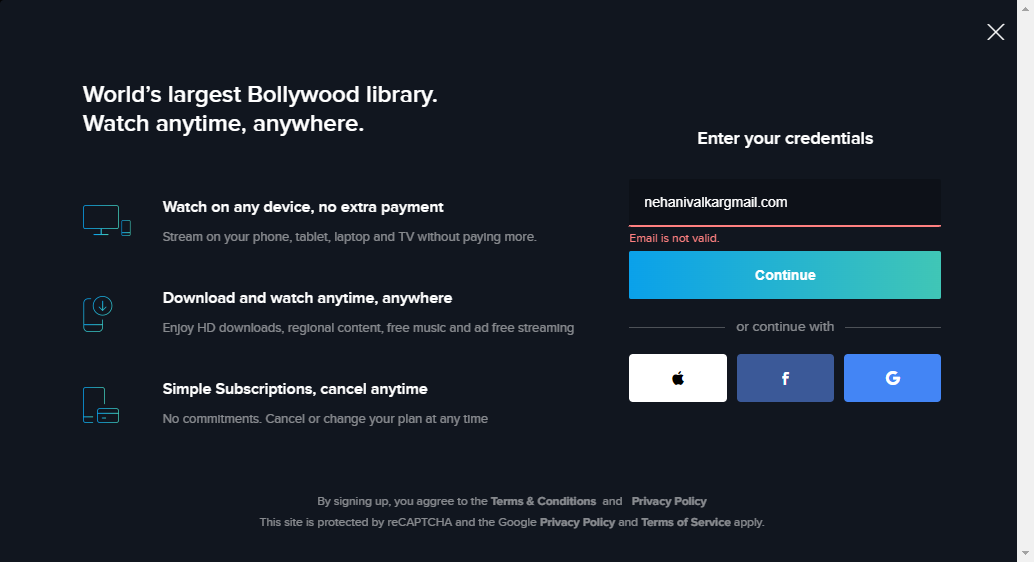 World's largest Bollywood library.
Watch anytime, anywhere.
Watch on any device, no extra payment
Stream on your phone, tablet, laptop and TV without paying more.
Download and watch anytime, anywhere
Enjoy HD downloads, regional content, free music and ad free streaming
Simple Subscriptions, cancel anytime
No commitments. Cancel or change your plan at any time
Enter your credentials
nehanivalkargmail.com
Email is not valid.
Continue
or continue with
f
G
By signing up, you aggree to the Terms & Conditions and Privacy Policy
This site is protected by reCAPTCHA and the Google Privacy Policy and Terms of Service apply.